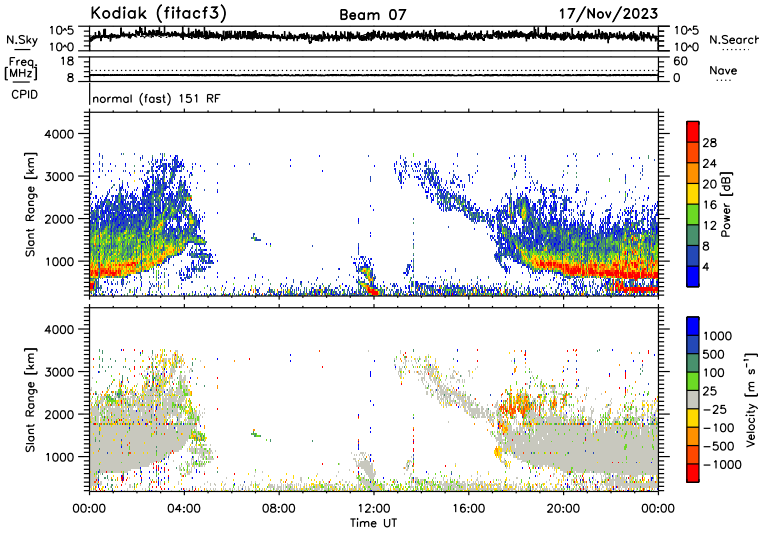 Kodiak (fitacf3) Beam 07 17/Nov/2023
N.Sky 10^5 10^0 10^5 10^0 N.Search
Freq. [MHz] 18 8 60 0 Nave
CPID normal (fast) 151 RF
Slant Range [km]
4000
3000
2000
1000
28
24
20
16
12
8
4
Power [dB]
Slant Range [km]
4000
3000
2000
1000
1000
500
100
25
-25
-100
-500
-1000
Velocity [m s^-1]
00:00 04:00 08:00 12:00 16:00 20:00 00:00
Time UT